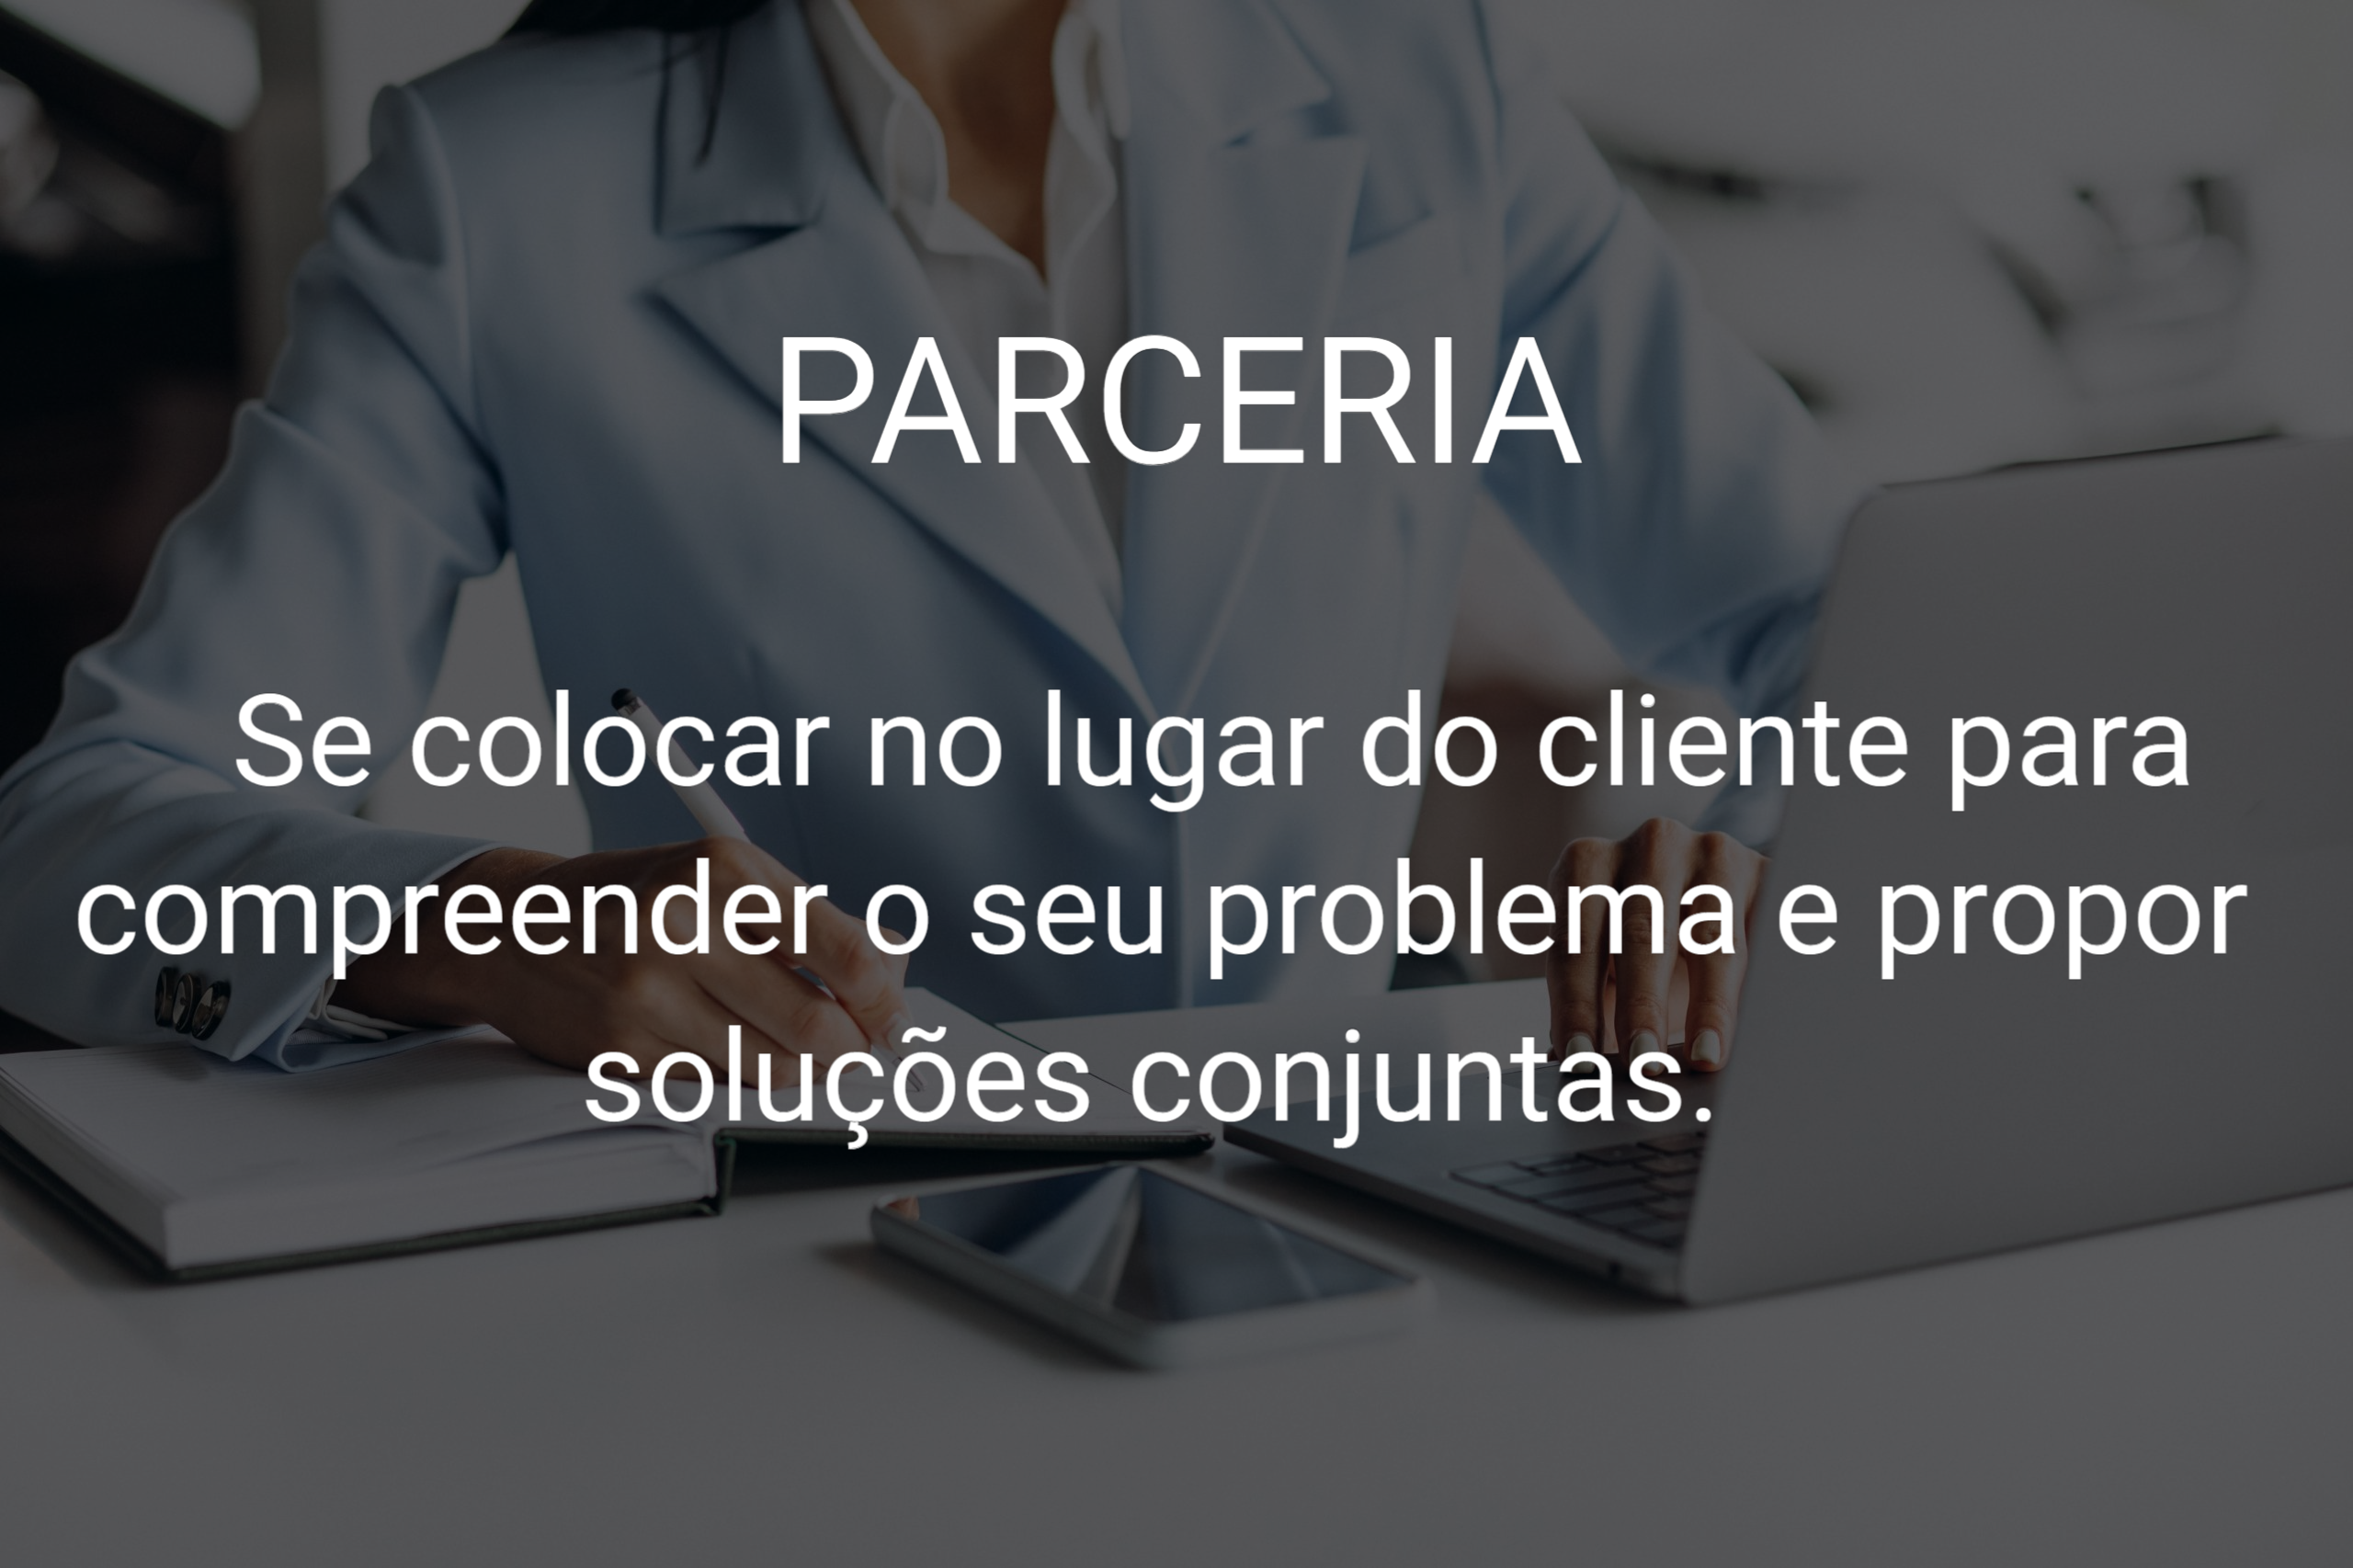 PARCERIA
Se colocar no lugar do cliente para
compreender o seu problema e propor
soluções conjuntas.